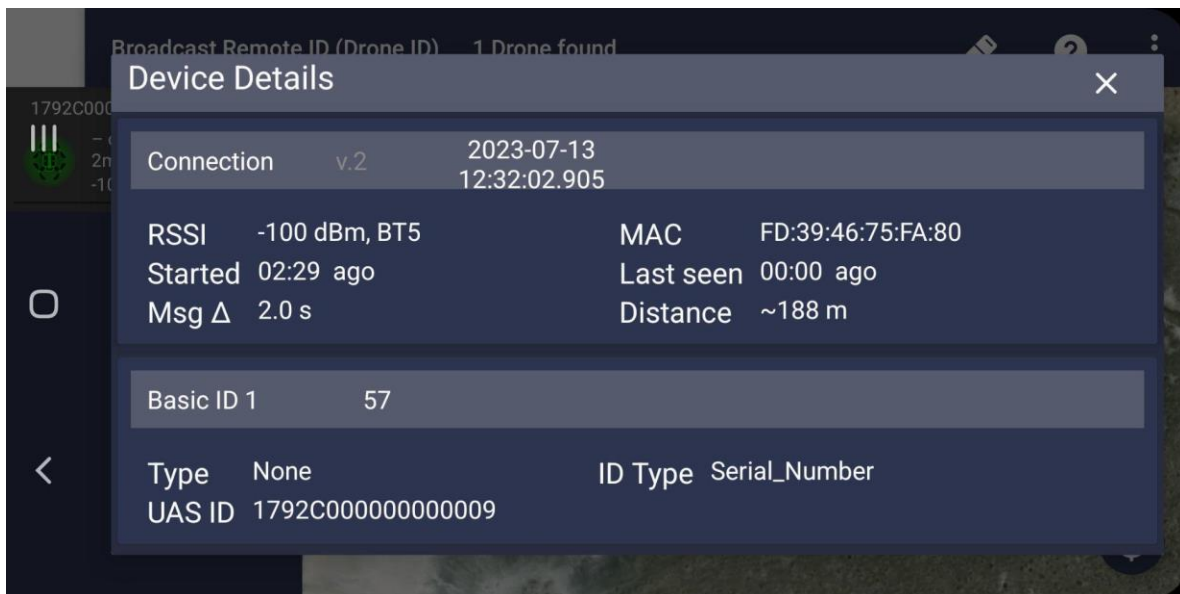 Broadcast Remote ID (Drone ID) 1 Drone found
Device Details
1792C000
Connection v.2 2023-07-13
12:32:02.905
2m
-10
RSSI -100 dBm, BT5 MAC FD:39:46:75:FA:80
Started 02:29 ago Last seen 00:00 ago
Msg Δ 2.0 s Distance ~188 m
Basic ID 1 57
Type None ID Type Serial_Number
UAS ID 1792C000000000009